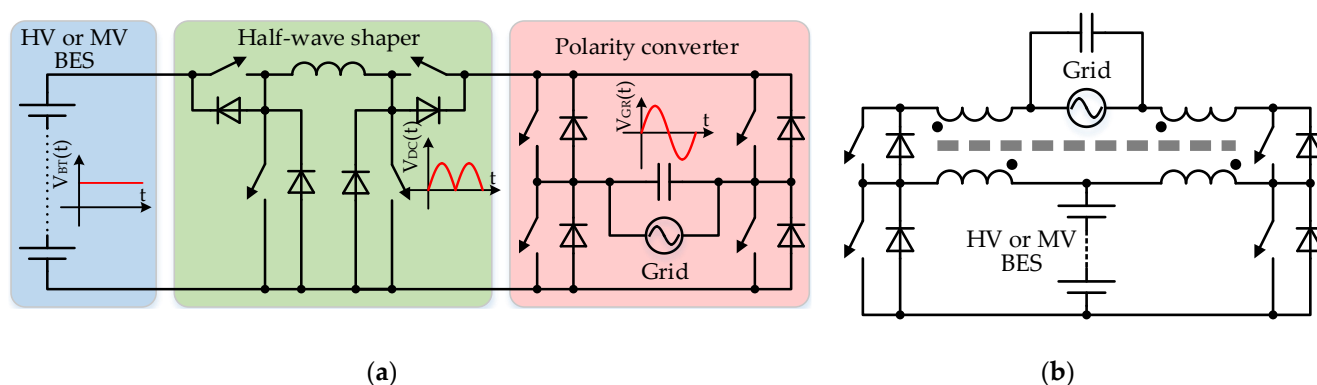 HV or MV
BES
V_BT(t)
t
Half-wave shaper
V_DC(t)
t
Polarity converter
V_GR(t)
t
Grid
(a)
Grid
HV or MV
BES
(b)